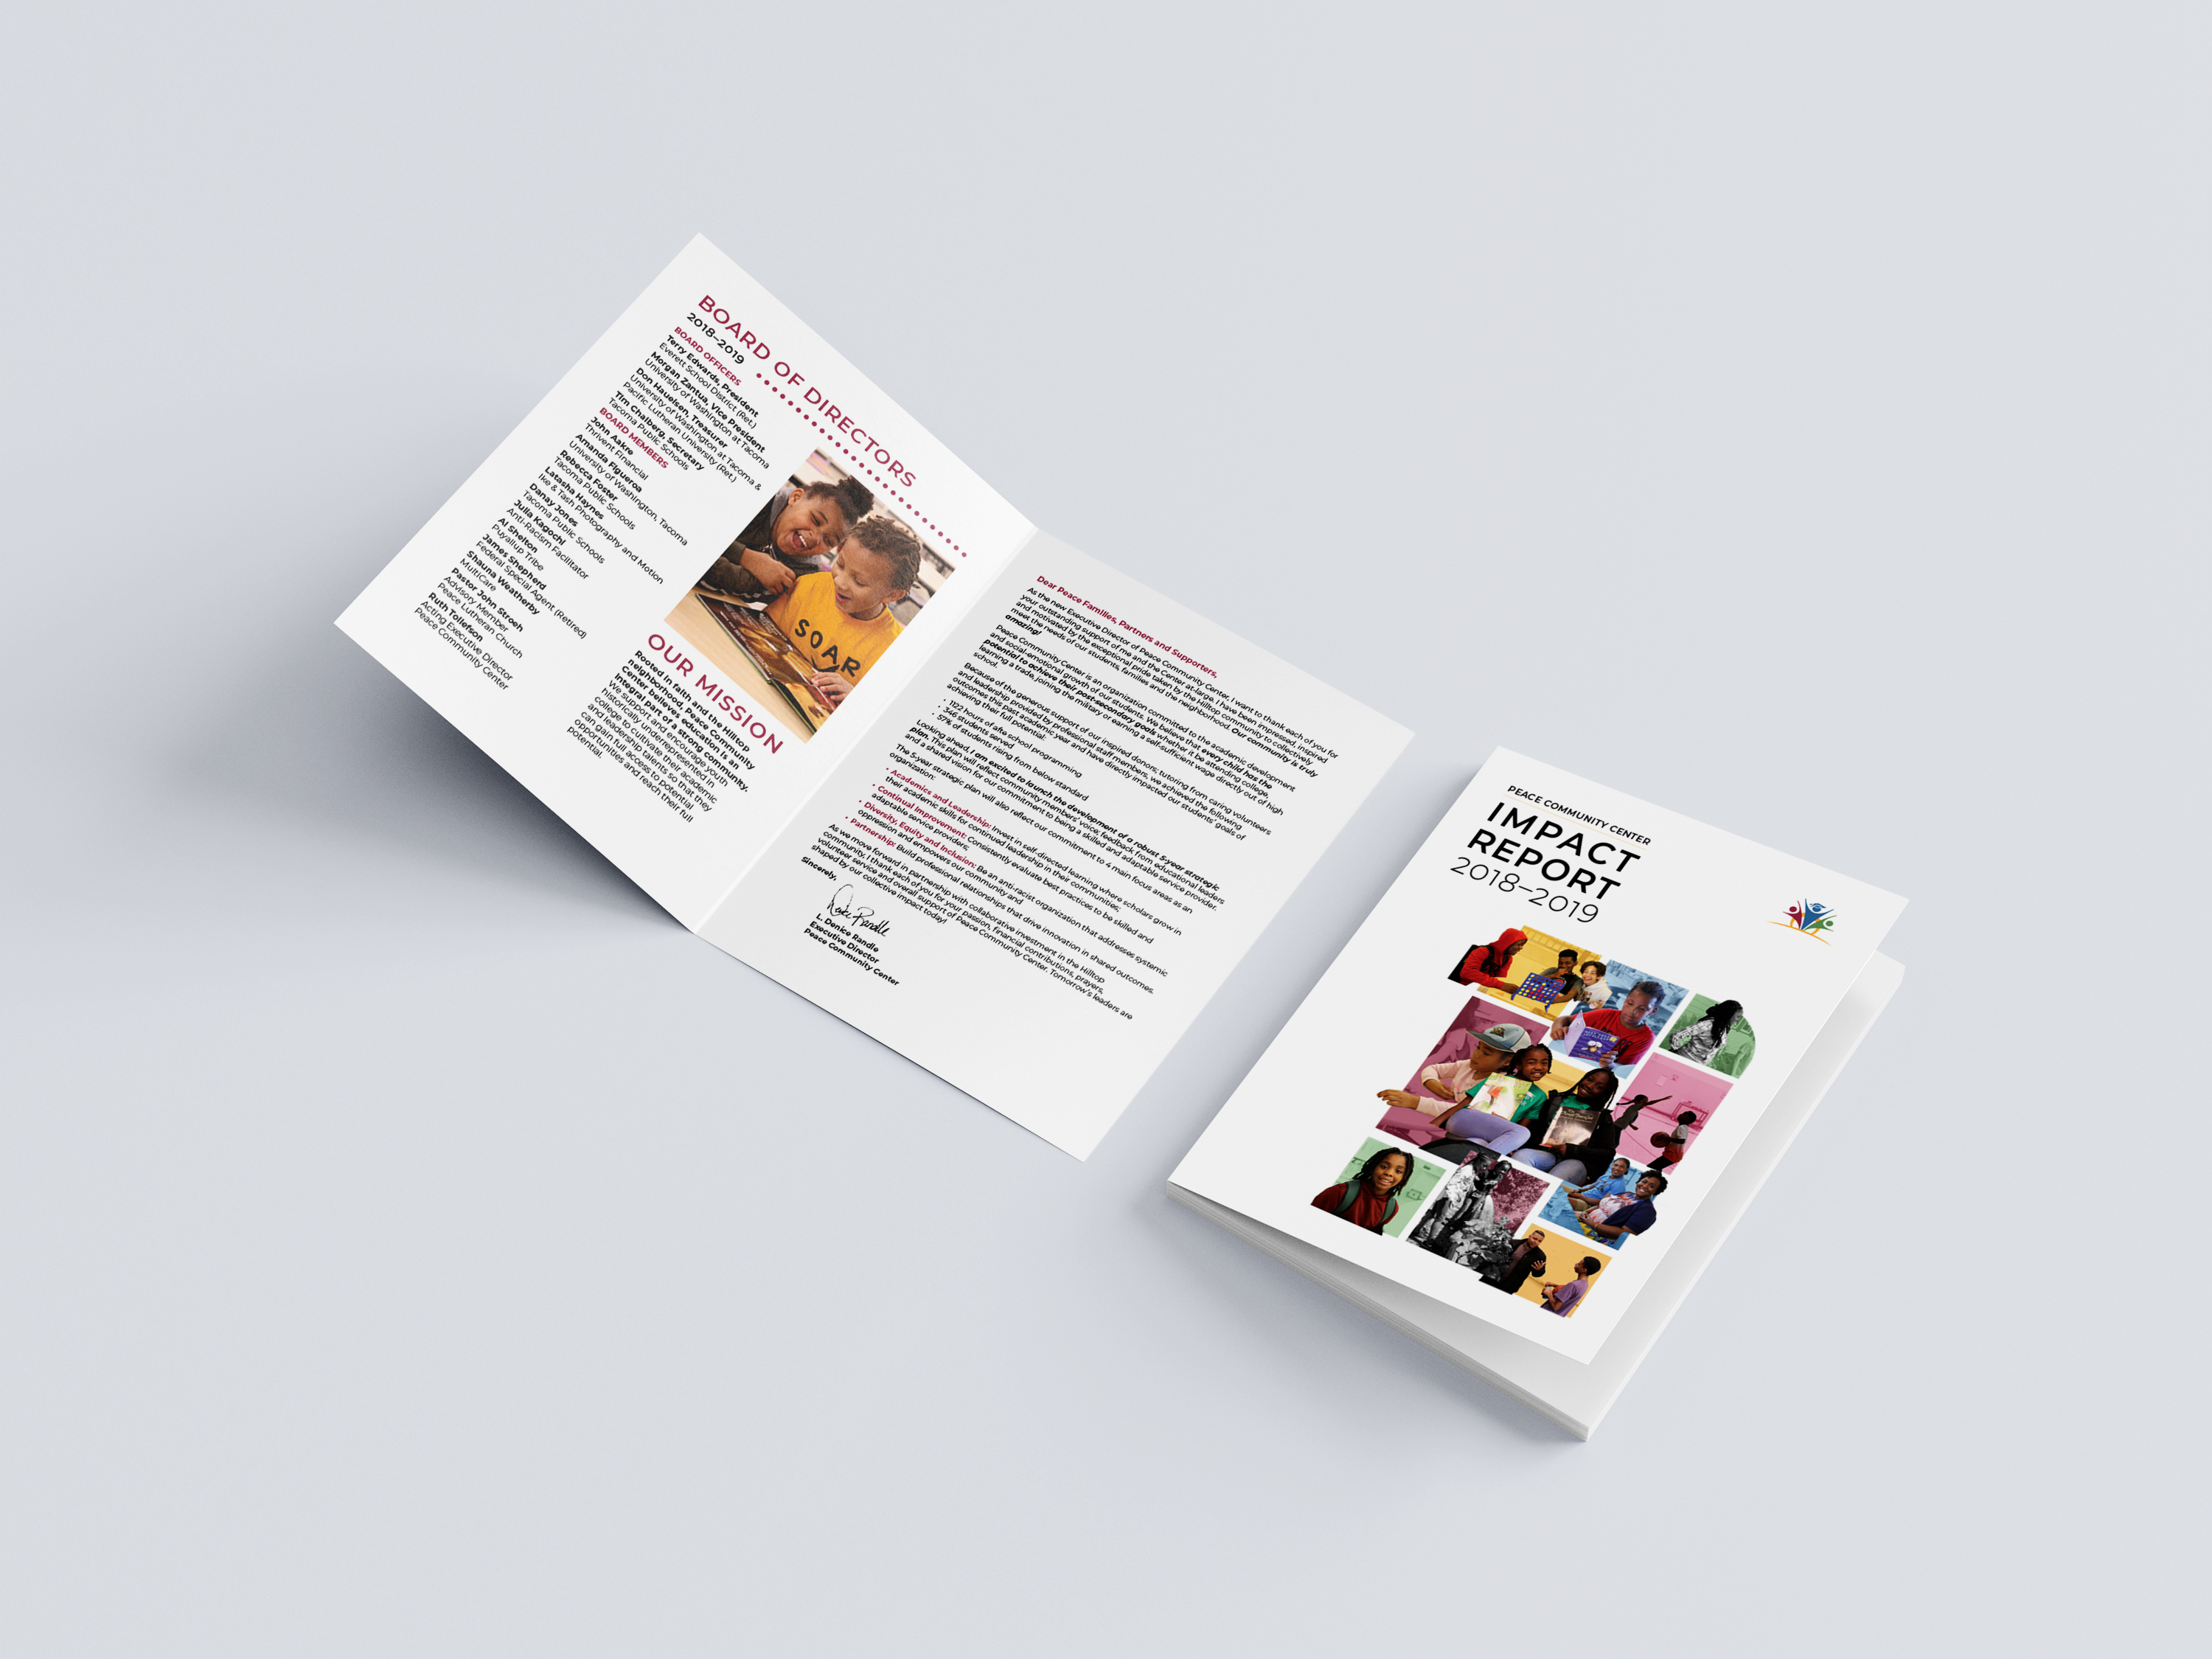 BOARD OF DIRECTORS
2018–2019
BOARD OFFICERS
Terry Edwards, President
Everett School District (Ret.)
Morgan Zantua, Vice President
University of Washington at Tacoma
Don Hauelsen, Treasurer
University of Washington at Tacoma &
Pacific Lutheran University (Ret.)
Tim Chalberg, Secretary
Tacoma Public Schools
BOARD MEMBERS
John Aakre
Thrivent Financial
Amanda Figueroa
University of Washington, Tacoma
Rebecca Foster
Tacoma Public Schools
Latasha Haynes
Ike & Tash Photography and Motion
Danay Jones
Tacoma Public Schools
Julia Kagochi
Anti-Racism Facilitator
Al Shelton
Puyallup Tribe
James Shepherd
Federal Special Agent (Retired)
Shauna Weatherby
MultiCare
Pastor John Stroeh
Advisory Member
Peace Lutheran Church
Ruth Tollefson
Acting Executive Director
Peace Community Center
SOAR
OUR MISSION
Rooted in faith and the Hilltop
neighborhood, Peace Community
Center believes education is an
integral part of a strong community.
We support and encourage youth
historically underrepresented in
college to cultivate their academic
and leadership talents so that they
can gain full access to potential
opportunities and reach their full
potential.
Dear Peace Families, Partners and Supporters,
As the new Executive Director of Peace Community Center, I want to thank each of you for
your outstanding support of me and the Center at-large. I have been impressed, inspired
and motivated by the exceptional pride taken by the Hilltop community to collectively
meet the needs of our students, families and the neighborhood. Our community is truly
amazing!
Peace Community Center is an organization committed to the academic development
and social-emotional growth of our students. We believe that every child has the
potential to achieve their post-secondary goals whether it be attending college,
learning a trade, joining the military or earning a self-sufficient wage directly out of high
school.
Because of the generous support of our inspired donors; tutoring from caring volunteers
and leadership provided by professional staff members, we achieved the following
outcomes this past academic year and have directly impacted our students' goals of
achieving their full potential:
• 1122 hours of afte school programming
• 346 students served
• 57% of students rising from below standard
Looking ahead, I am excited to launch the development of a robust 5-year strategic
plan. This plan will reflect community members' voice; feedback from educational leaders
and a shared vision for our commitment to being a skilled and adaptable service provider.
The 5-year strategic plan will also reflect our commitment to 4 main focus areas as an
organization:
• Academics and Leadership: Invest in self-directed learning where scholars grow in
their academic skills for continued leadership in their communities;
• Continual Improvement: Consistently evaluate best practices to be skilled and
adaptable service providers;
• Diversity, Equity and Inclusion: Be an anti-racist organization that addresses systemic
oppression and empowers our community and
• Partnership: Build professional relationships that drive innovation in shared outcomes.
As we move forward in partnership with collaborative investment in the Hilltop
community, I thank each of you for your passion, financial contributions, prayers,
volunteer service and overall support of Peace Community Center. Tomorrow's leaders are
shaped by our collective impact today!
Sincerely,
L. Denice Randle
Executive Director
Peace Community Center
PEACE COMMUNITY CENTER
IMPACT
REPORT
2018–2019